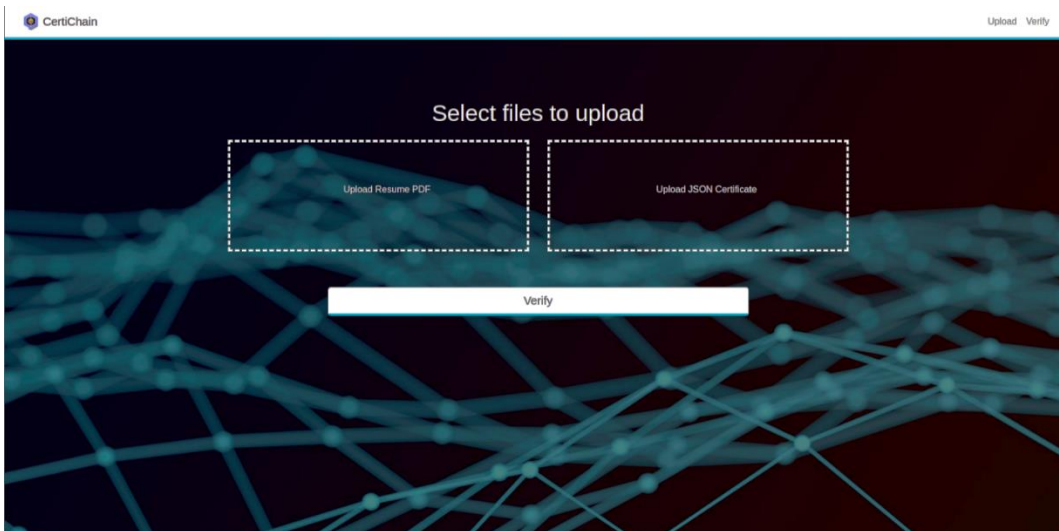 CertiChain
Upload Verify
Select files to upload
Upload Resume PDF
Upload JSON Certificate
Verify